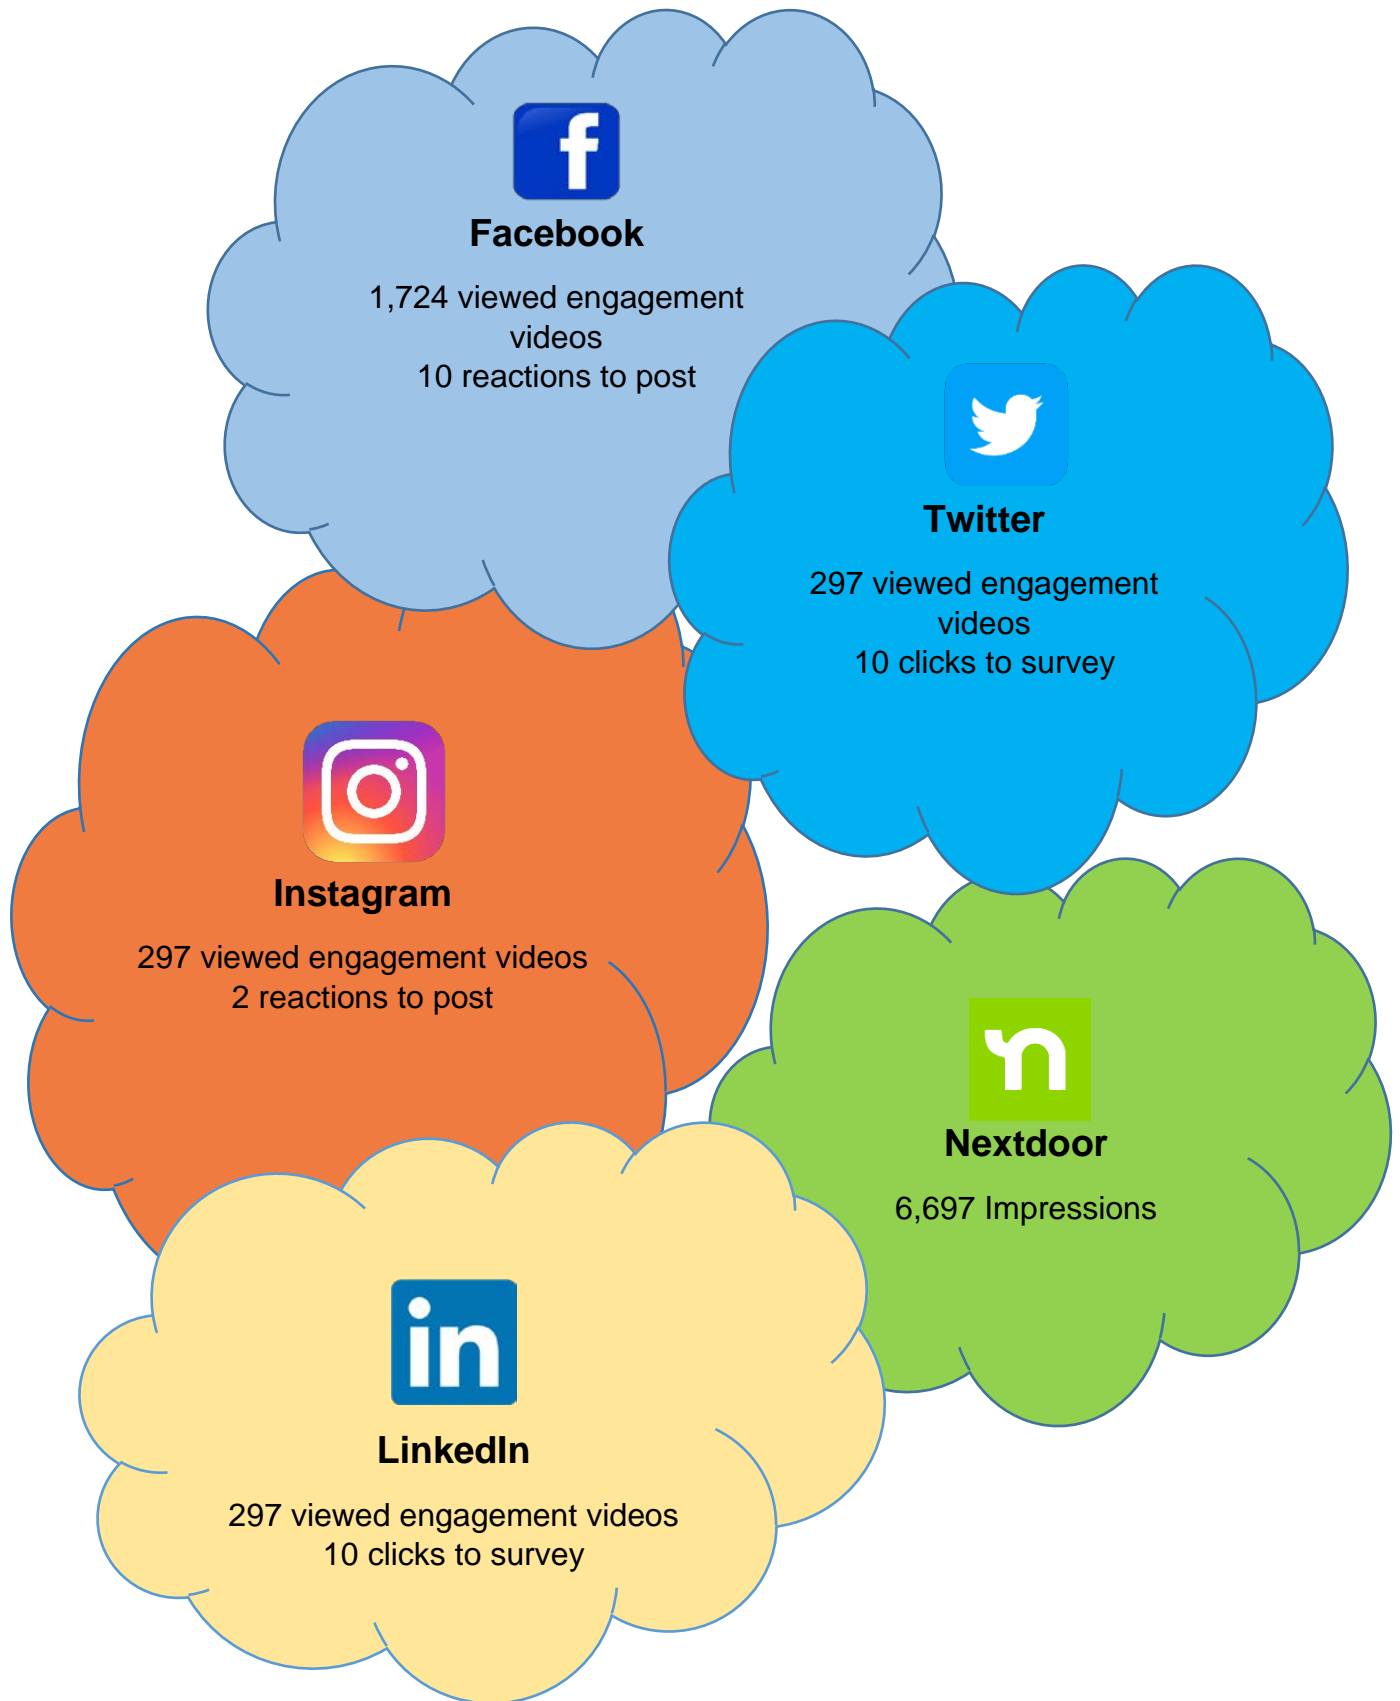 f
Facebook
1,724 viewed engagement
videos
10 reactions to post
Twitter
297 viewed engagement
videos
10 clicks to survey
Instagram
297 viewed engagement videos
2 reactions to post
n
Nextdoor
6,697 Impressions
in
LinkedIn
297 viewed engagement videos
10 clicks to survey